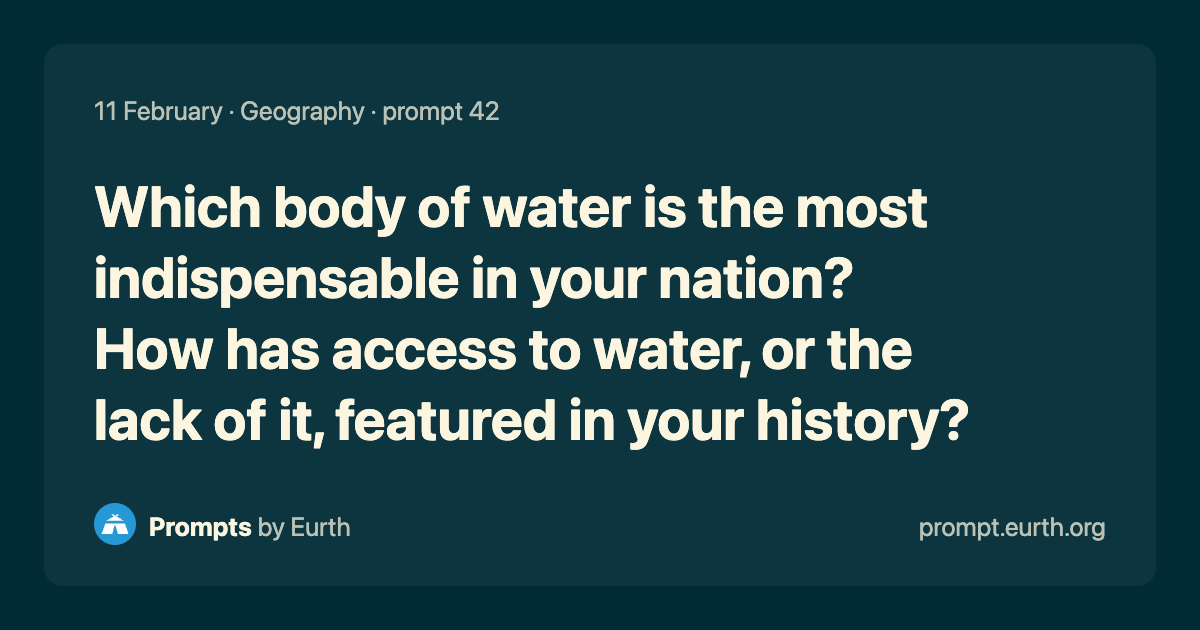 11 February · Geography · prompt 42
Which body of water is the most
indispensable in your nation?
How has access to water, or the
lack of it, featured in your history?
Prompts by Eurth
prompt.eurth.org